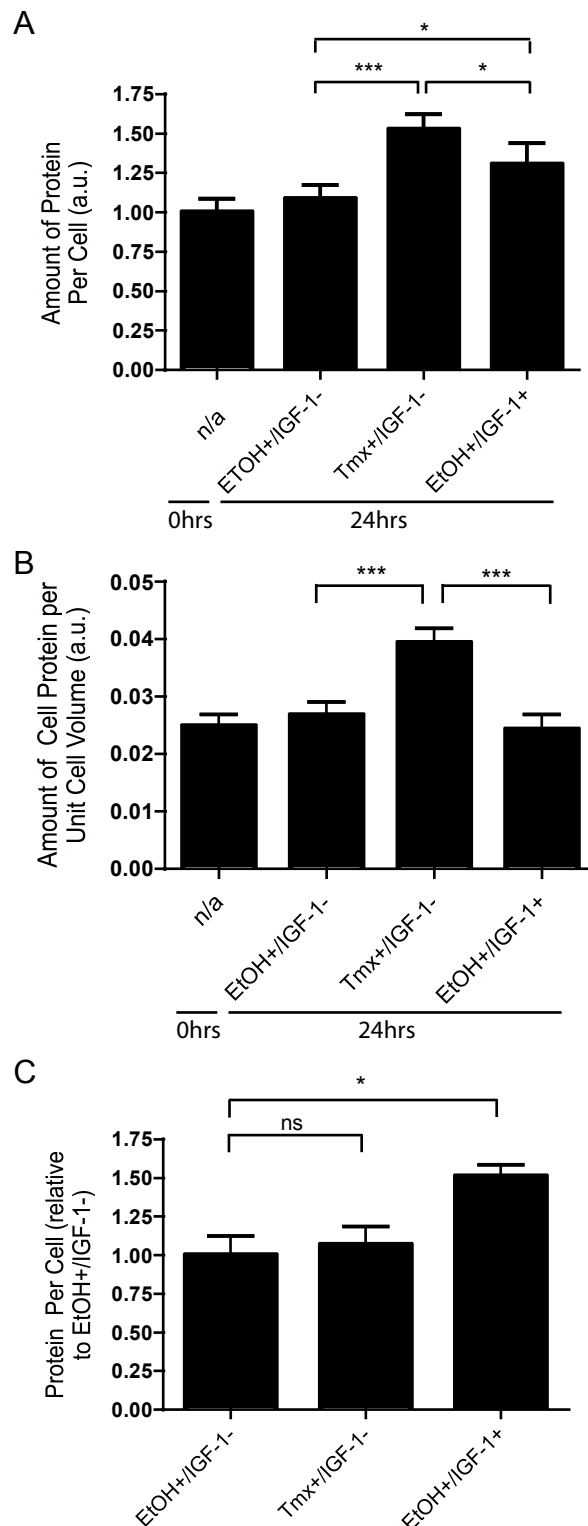 A
*
*** *
Amount of Protein
Per Cell (a.u.)
1.75
1.50
1.25
1.00
0.75
0.50
0.25
0.00
n/a
ETOH+/IGF-1-
Tmx+/IGF-1-
EtOH+/IGF-1+
0hrs 24hrs
B
*** ***
Amount of Cell Protein per
Unit Cell Volume (a.u.)
0.05
0.04
0.03
0.02
0.01
0.00
n/a
EtOH+/IGF-1-
Tmx+/IGF-1-
EtOH+/IGF-1+
0hrs 24hrs
C
*
ns
Protein Per Cell (relative
to EtOH+/IGF-1-)
1.75
1.50
1.25
1.00
0.75
0.50
0.25
0.00
EtOH+/IGF-1-
Tmx+/IGF-1-
EtOH+/IGF-1+